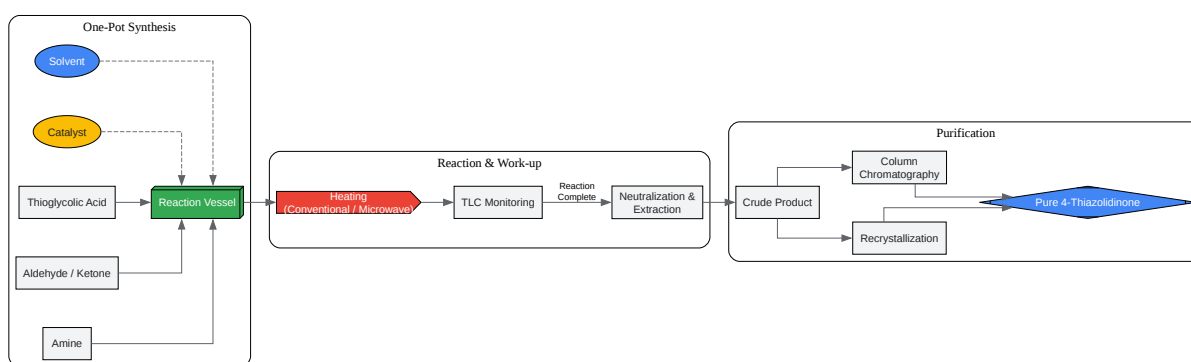 One-Pot Synthesis
Solvent
Catalyst
Thioglycolic Acid
Reaction Vessel
Aldehyde / Ketone
Amine
Reaction & Work-up
Heating
(Conventional / Microwave)
TLC Monitoring
Reaction
Complete
Neutralization &
Extraction
Purification
Crude Product
Column
Chromatography
Recrystallization
Pure 4-Thiazolidinone